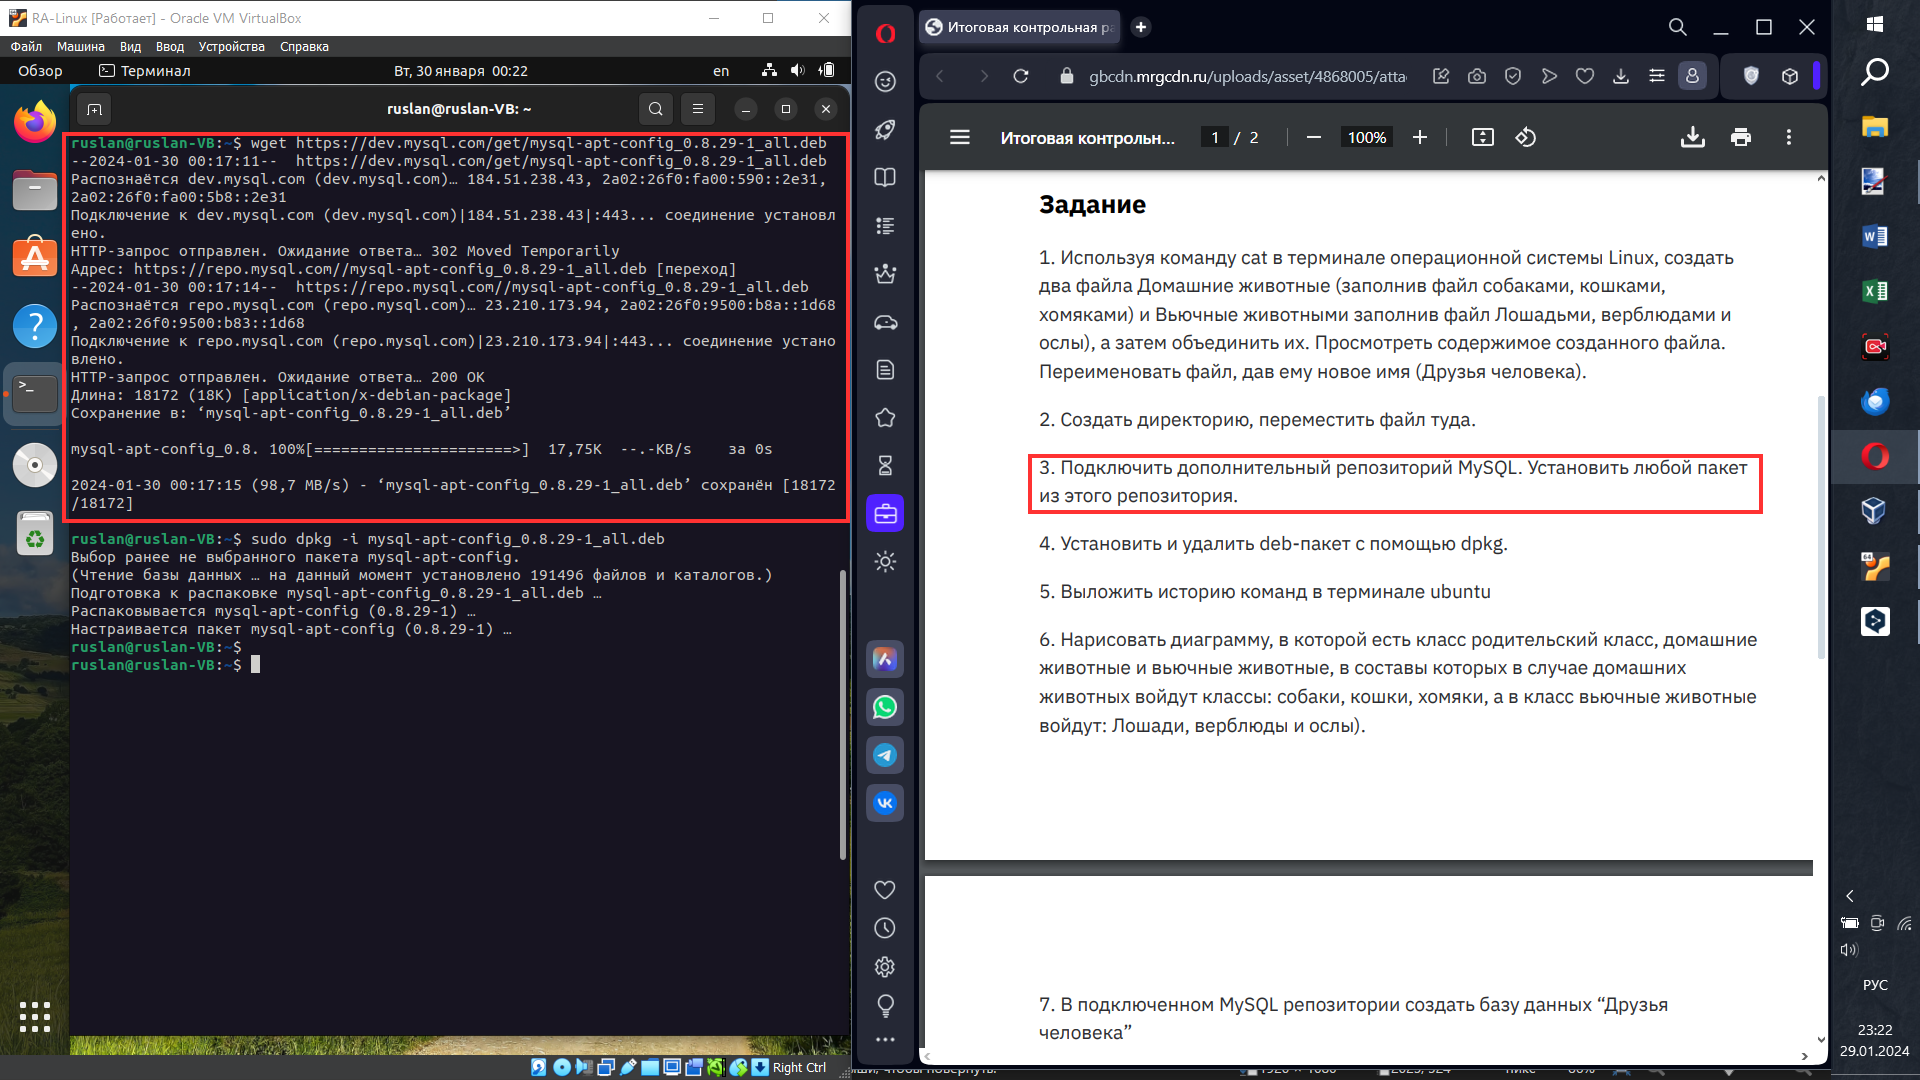 RA-Linux [Работает] - Oracle VM VirtualBox
Файл Машина Вид Ввод Устройства Справка
Обзор Терминал Вт, 30 января 00:22 en
ruslan@ruslan-VB: ~
ruslan@ruslan-VB:~$ wget https://dev.mysql.com/get/mysql-apt-config_0.8.29-1_all.deb
--2024-01-30 00:17:11-- https://dev.mysql.com/get/mysql-apt-config_0.8.29-1_all.deb
Распознаётся dev.mysql.com (dev.mysql.com)… 184.51.238.43, 2a02:26f0:fa00:590::2e31,
2a02:26f0:fa00:5b8::2e31
Подключение к dev.mysql.com (dev.mysql.com)|184.51.238.43|:443... соединение установл
ено.
HTTP-запрос отправлен. Ожидание ответа… 302 Moved Temporarily
Адрес: https://repo.mysql.com//mysql-apt-config_0.8.29-1_all.deb [переход]
--2024-01-30 00:17:14-- https://repo.mysql.com//mysql-apt-config_0.8.29-1_all.deb
Распознаётся repo.mysql.com (repo.mysql.com)… 23.210.173.94, 2a02:26f0:9500:b8a::1d68
, 2a02:26f0:9500:b83::1d68
Подключение к repo.mysql.com (repo.mysql.com)|23.210.173.94|:443... соединение устано
влено.
HTTP-запрос отправлен. Ожидание ответа… 200 OK
Длина: 18172 (18K) [application/x-debian-package]
Сохранение в: ‘mysql-apt-config_0.8.29-1_all.deb’
mysql-apt-config_0.8. 100%[======================>] 17,75K --.-KB/s за 0s
2024-01-30 00:17:15 (98,7 MB/s) - ‘mysql-apt-config_0.8.29-1_all.deb’ сохранён [18172
/18172]
ruslan@ruslan-VB:~$ sudo dpkg -i mysql-apt-config_0.8.29-1_all.deb
Выбор ранее не выбранного пакета mysql-apt-config.
(Чтение базы данных … на данный момент установлено 191496 файлов и каталогов.)
Подготовка к распаковке mysql-apt-config_0.8.29-1_all.deb …
Распаковывается mysql-apt-config (0.8.29-1) …
Настраивается пакет mysql-apt-config (0.8.29-1) …
ruslan@ruslan-VB:~$
ruslan@ruslan-VB:~$
Right Ctrl
Итоговая контрольная ра
gbcdn.mrgcdn.ru/uploads/asset/4868005/atta
Итоговая контрольн... 1 / 2 100%
Задание
1. Используя команду cat в терминале операционной системы Linux, создать
два файла Домашние животные (заполнив файл собаками, кошками,
хомяками) и Вьючные животными заполнив файл Лошадьми, верблюдами и
ослы), а затем объединить их. Просмотреть содержимое созданного файла.
Переименовать файл, дав ему новое имя (Друзья человека).
2. Создать директорию, переместить файл туда.
3. Подключить дополнительный репозиторий MySQL. Установить любой пакет
из этого репозитория.
4. Установить и удалить deb-пакет с помощью dpkg.
5. Выложить историю команд в терминале ubuntu
6. Нарисовать диаграмму, в которой есть класс родительский класс, домашние
животные и вьючные животные, в составы которых в случае домашних
животных войдут классы: собаки, кошки, хомяки, а в класс вьючные животные
войдут: Лошади, верблюды и ослы).
7. В подключенном MySQL репозитории создать базу данных “Друзья
человека”
64
РУС
23:22
29.01.2024